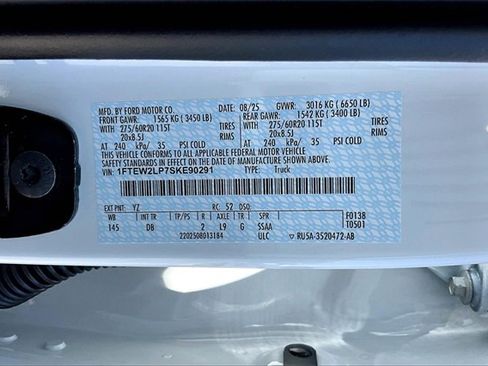 MFD. BY FORD MOTOR CO. DATE: 08/25 GVWR: 3016 KG ( 6650 LB)
FRONT GAWR: 1565 KG ( 3450 LB) REAR GAWR: 1542 KG ( 3400 LB)
WITH 275/60R20 115T TIRES WITH 275/60R20 115T TIRES
20x8.5J RIMS 20x8.5J RIMS
AT 240 kPa/ 35 PSI COLD AT 240 kPa/ 35 PSI COLD
THIS VEHICLE CONFORMS TO ALL APPLICABLE FEDERAL MOTOR VEHICLE
SAFETY STANDARDS IN EFFECT ON THE DATE OF MANUFACTURE SHOWN ABOVE.
VIN: 1FTEW2LP7SKE90291 TYPE: Truck
EXT PNT: YZ RC: 52 DSO:
WB INT TR TP/PS R AXLE TR SPR F0138
145 DB 2 L9 G SSAA T0501
2202508013184 ULC RU5A-3520472-AB